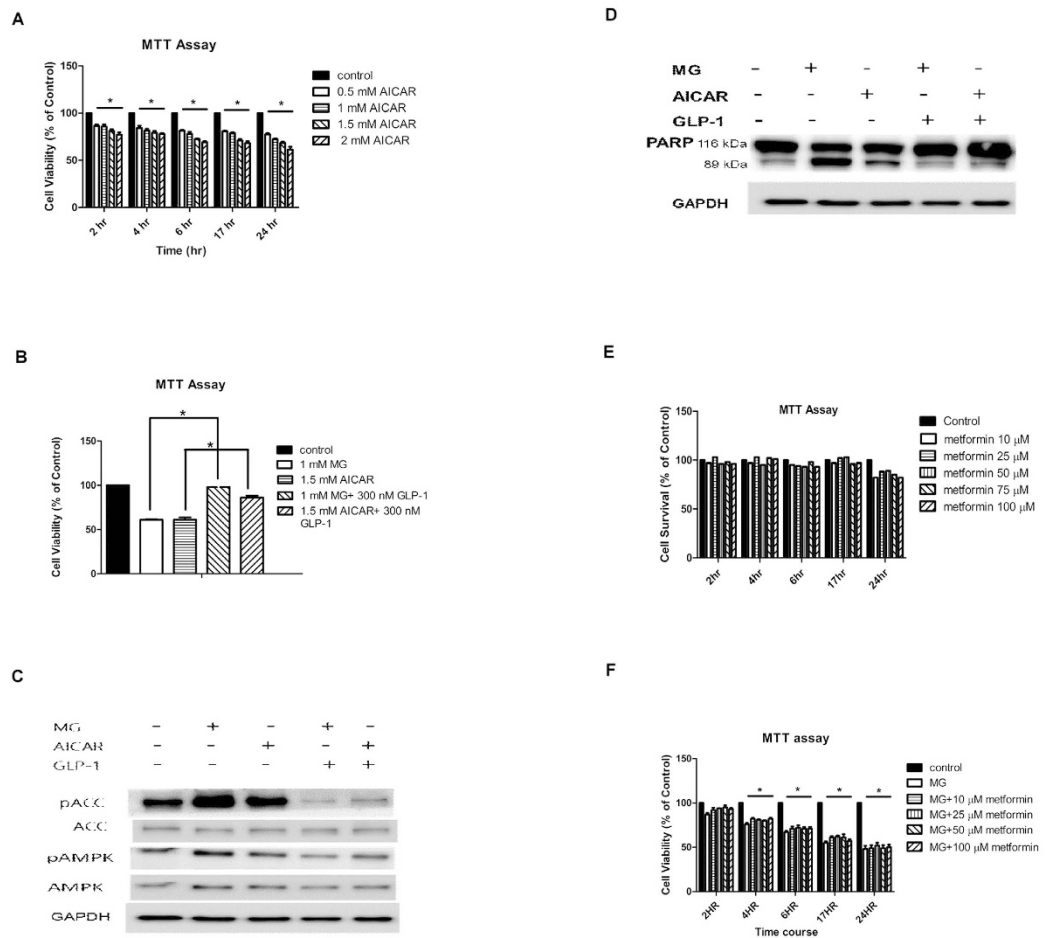 A
MTT Assay
Cell Viability (% of Control)
150
100
50
0
2 hr
4 hr
6 hr
17 hr
24 hr
Time (hr)
* * * * *
control
0.5 mM AICAR
1 mM AICAR
1.5 mM AICAR
2 mM AICAR
B
MTT Assay
Cell Viability (% of Control)
150
100
50
0
*
*
control
1 mM MG
1.5 mM AICAR
1 mM MG+ 300 nM GLP-1
1.5 mM AICAR+ 300 nM
GLP-1
C
MG - + - + -
AICAR - - + - +
GLP-1 - - - + +
pACC
ACC
pAMPK
AMPK
GAPDH
D
MG - + - + -
AICAR - - + - +
GLP-1 - - - + +
PARP 116 kDa
89 kDa
GAPDH
E
MTT Assay
Cell Survival (% of Control)
150
100
50
0
2hr
4hr
6hr
17hr
24hr
Control
metformin 10 μM
metformin 25 μM
metformin 50 μM
metformin 75 μM
metformin 100 μM
F
MTT assay
Cell Viability (% of Control)
150
100
50
0
2HR
4HR
6HR
17HR
24HR
Time course
* * * *
control
MG
MG+10 μM metformin
MG+25 μM metformin
MG+50 μM metformin
MG+100 μM metformin